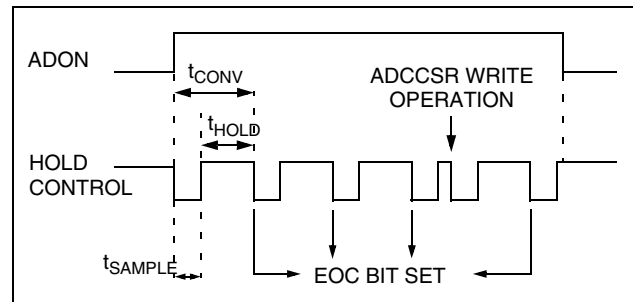 ADON
tCONV
ADCCSR WRITE
OPERATION
tHOLD
HOLD
CONTROL
tSAMPLE
EOC BIT SET